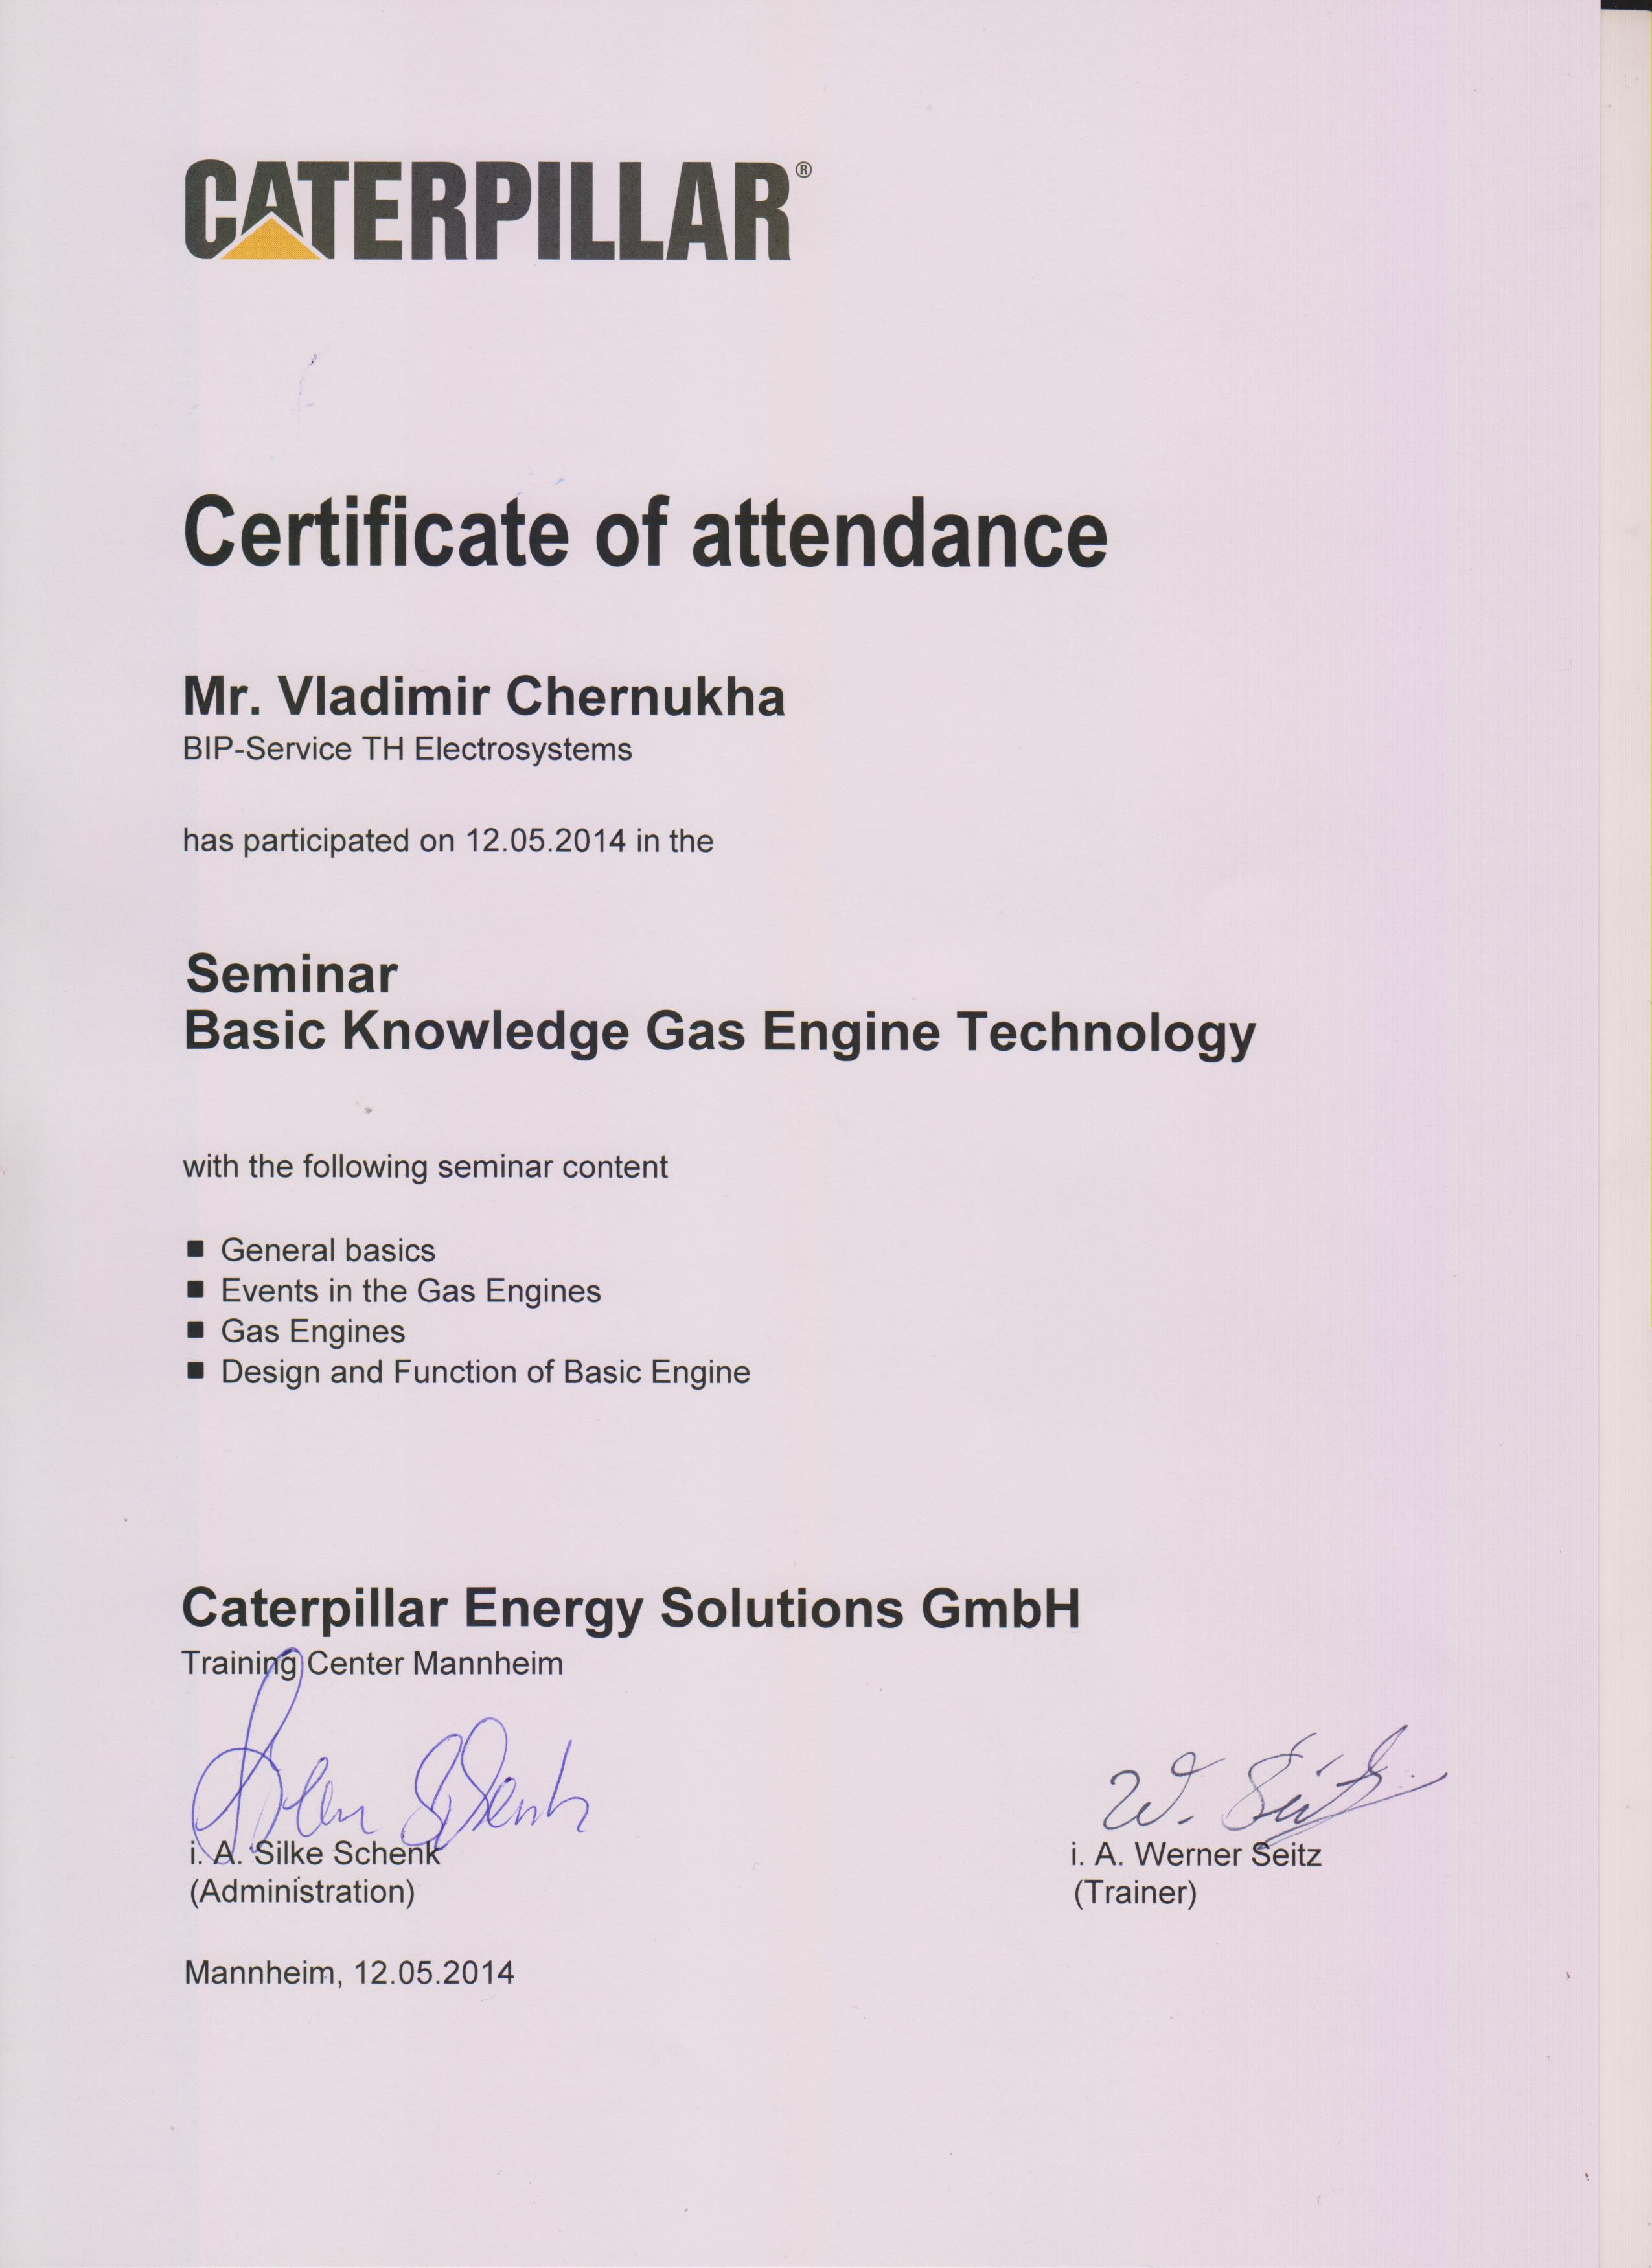 CATERPILLAR®
Certificate of attendance
Mr. Vladimir Chernukha
BIP-Service TH Electrosystems
has participated on 12.05.2014 in the
Seminar
Basic Knowledge Gas Engine Technology
with the following seminar content
■ General basics
■ Events in the Gas Engines
■ Gas Engines
■ Design and Function of Basic Engine
Caterpillar Energy Solutions GmbH
Training Center Mannheim
W. Seitz
i. A. Silke Schenk
i. A. Werner Seitz
(Administration)
(Trainer)
Mannheim, 12.05.2014